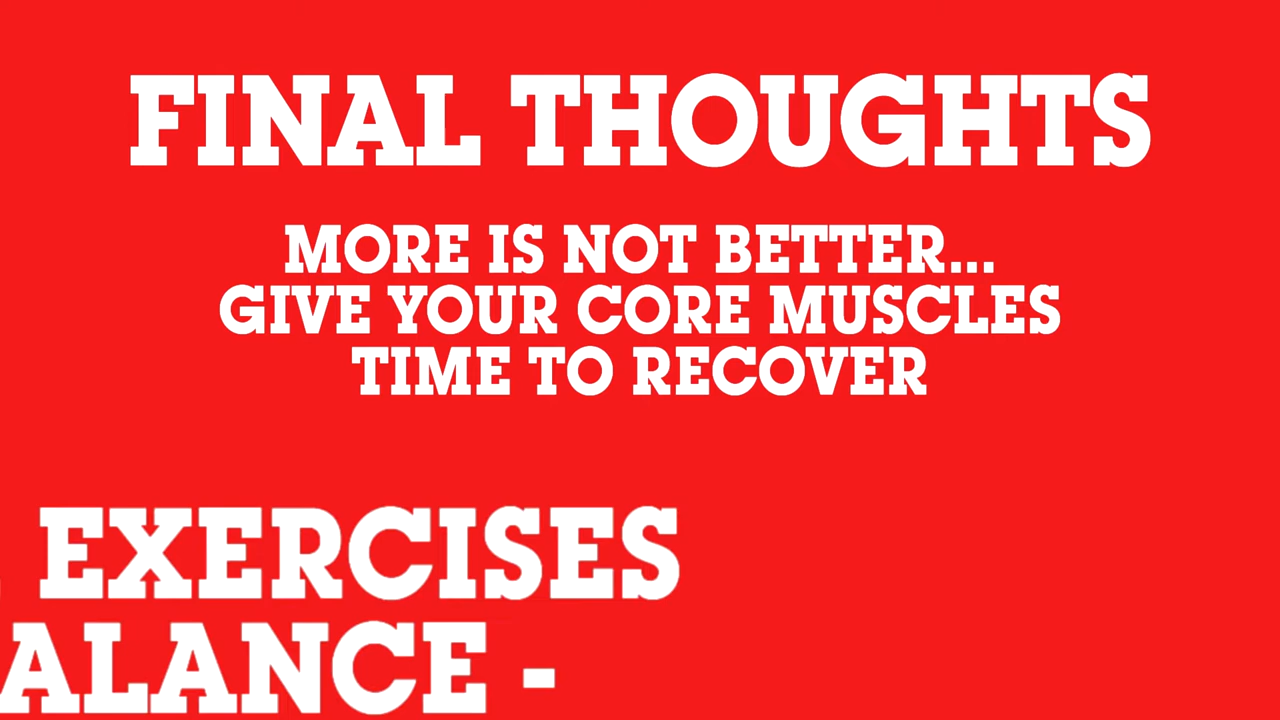 FINAL THOUGHTS
MORE IS NOT BETTER...
GIVE YOUR CORE MUSCLES
TIME TO RECOVER
EXERCISES
ALANCE -